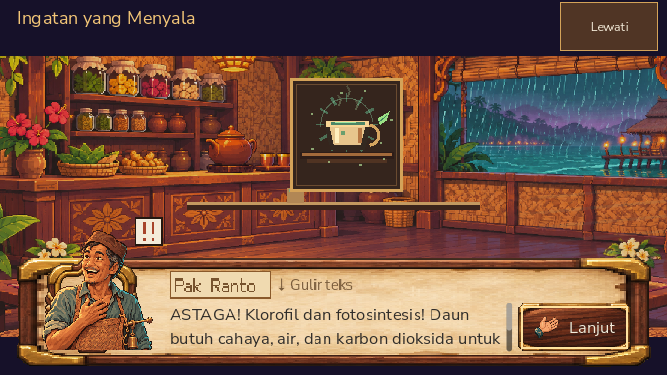 Ingatan yang Menyala
Lewati
!!
Pak Ranto
↓ Gulir teks
ASTAGA! Klorofil dan fotosintesis! Daun
butuh cahaya, air, dan karbon dioksida untuk
Lanjut